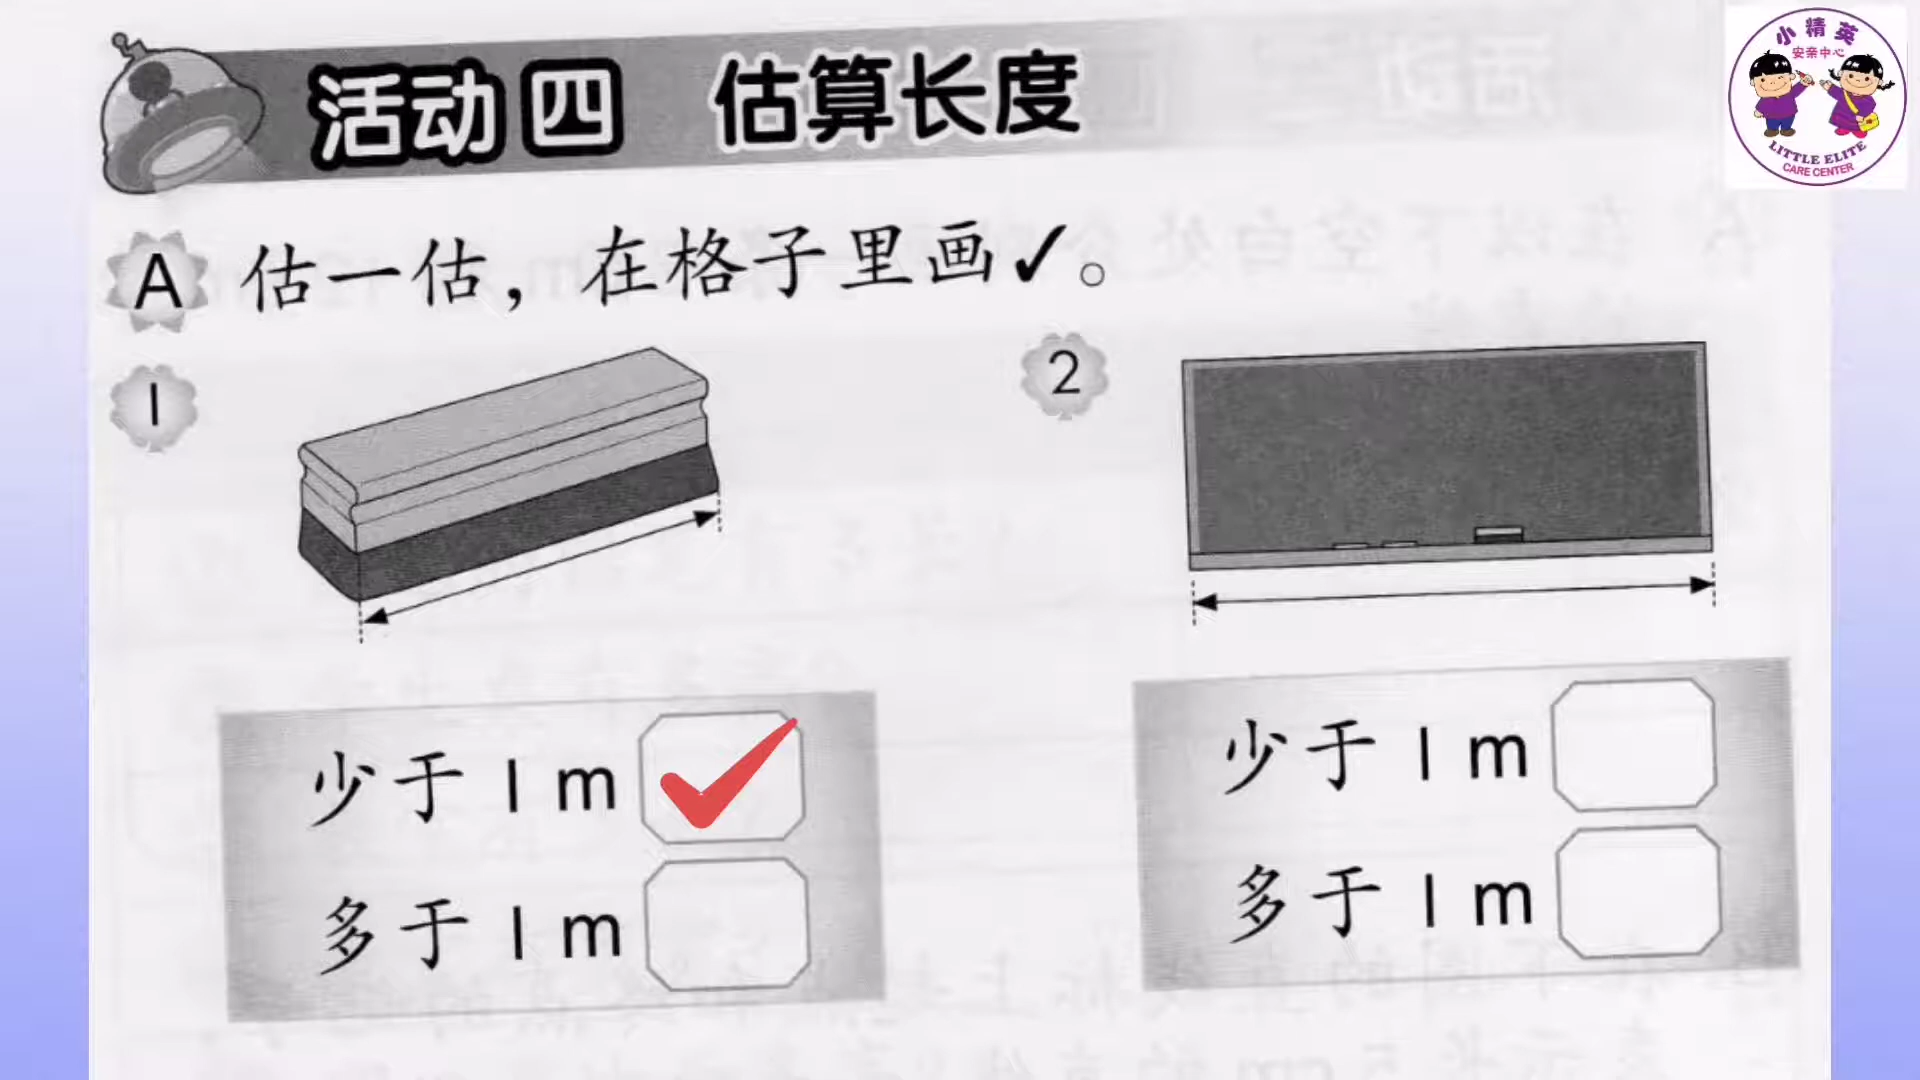 活动四 估算长度
小精英
安亲中心
LITTLE ELITE
CARE CENTER
A 估一估，在格子里画✓。
1
2
少于 1 m ✓
多于 1 m
少于 1 m
多于 1 m